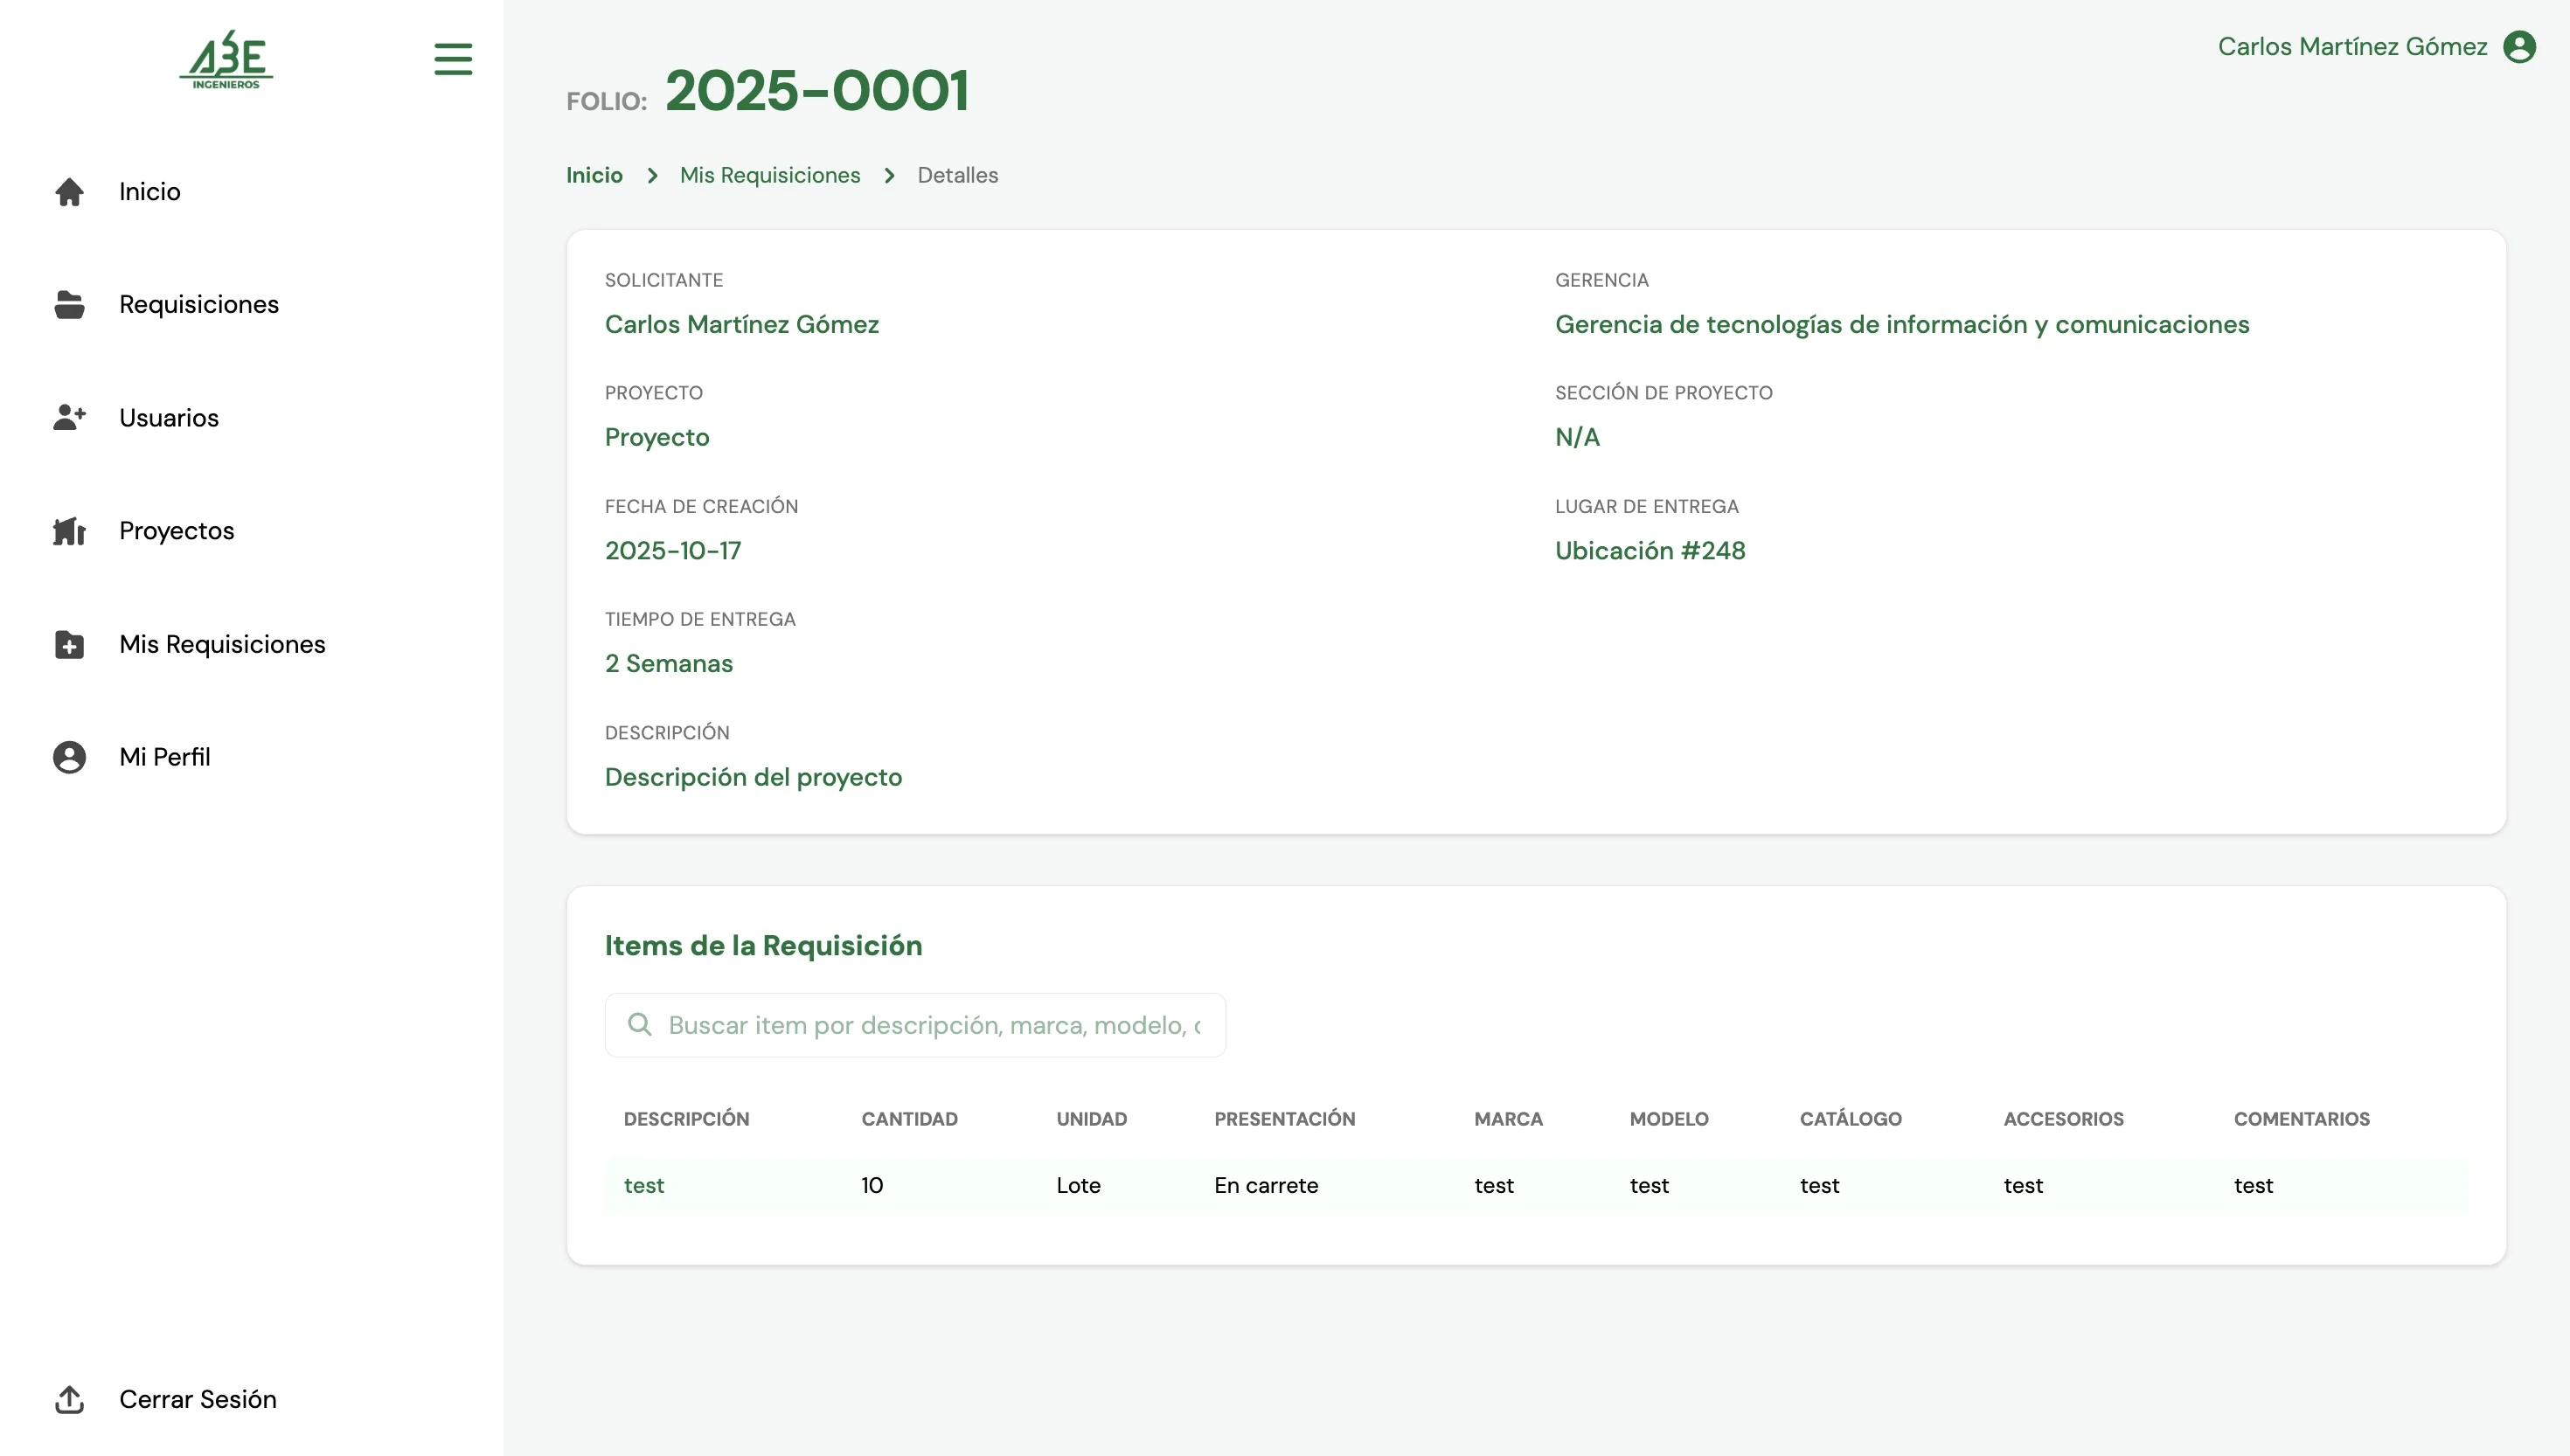 ABE
INGENIEROS
Inicio
Requisiciones
Usuarios
Proyectos
Mis Requisiciones
Mi Perfil
Cerrar Sesión
Carlos Martínez Gómez
FOLIO: 2025-0001
Inicio > Mis Requisiciones > Detalles
SOLICITANTE
Carlos Martínez Gómez
GERENCIA
Gerencia de tecnologías de información y comunicaciones
PROYECTO
Proyecto
SECCIÓN DE PROYECTO
N/A
FECHA DE CREACIÓN
2025-10-17
LUGAR DE ENTREGA
Ubicación #248
TIEMPO DE ENTREGA
2 Semanas
DESCRIPCIÓN
Descripción del proyecto
Items de la Requisición
Buscar item por descripción, marca, modelo,
DESCRIPCIÓN CANTIDAD UNIDAD PRESENTACIÓN MARCA MODELO CATÁLOGO ACCESORIOS COMENTARIOS
test 10 Lote En carrete test test test test test